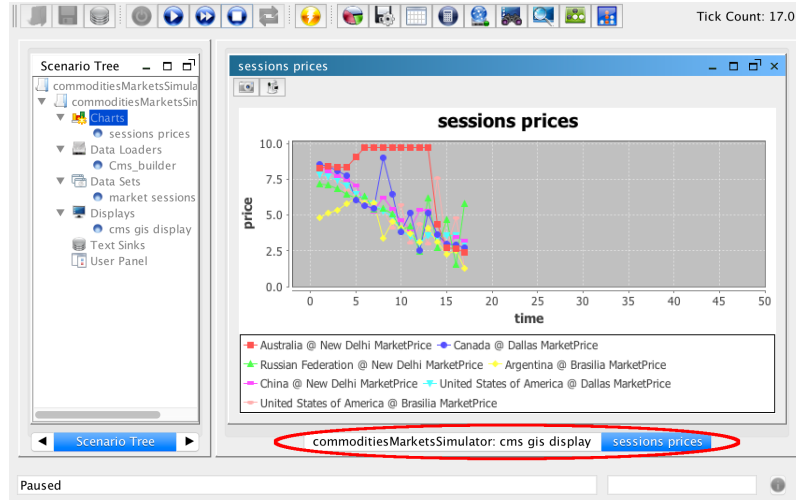 Tick Count: 17.0
Scenario Tree
commoditiesMarketsSimula
commoditiesMarketsSin
Charts
sessions prices
Data Loaders
Cms_builder
Data Sets
market sessions
Displays
cms gis display
Text Sinks
User Panel
Scenario Tree
sessions prices
sessions prices
price
10.0
7.5
5.0
2.5
0.0
0 5 10 15 20 25 30 35 40 45 50
time
Australia @ New Delhi MarketPrice Canada @ Dallas MarketPrice
Russian Federation @ New Delhi MarketPrice Argentina @ Brasilia MarketPrice
China @ New Delhi MarketPrice United States of America @ Dallas MarketPrice
United States of America @ Brasilia MarketPrice
commoditiesMarketsSimulator: cms gis display sessions prices
Paused